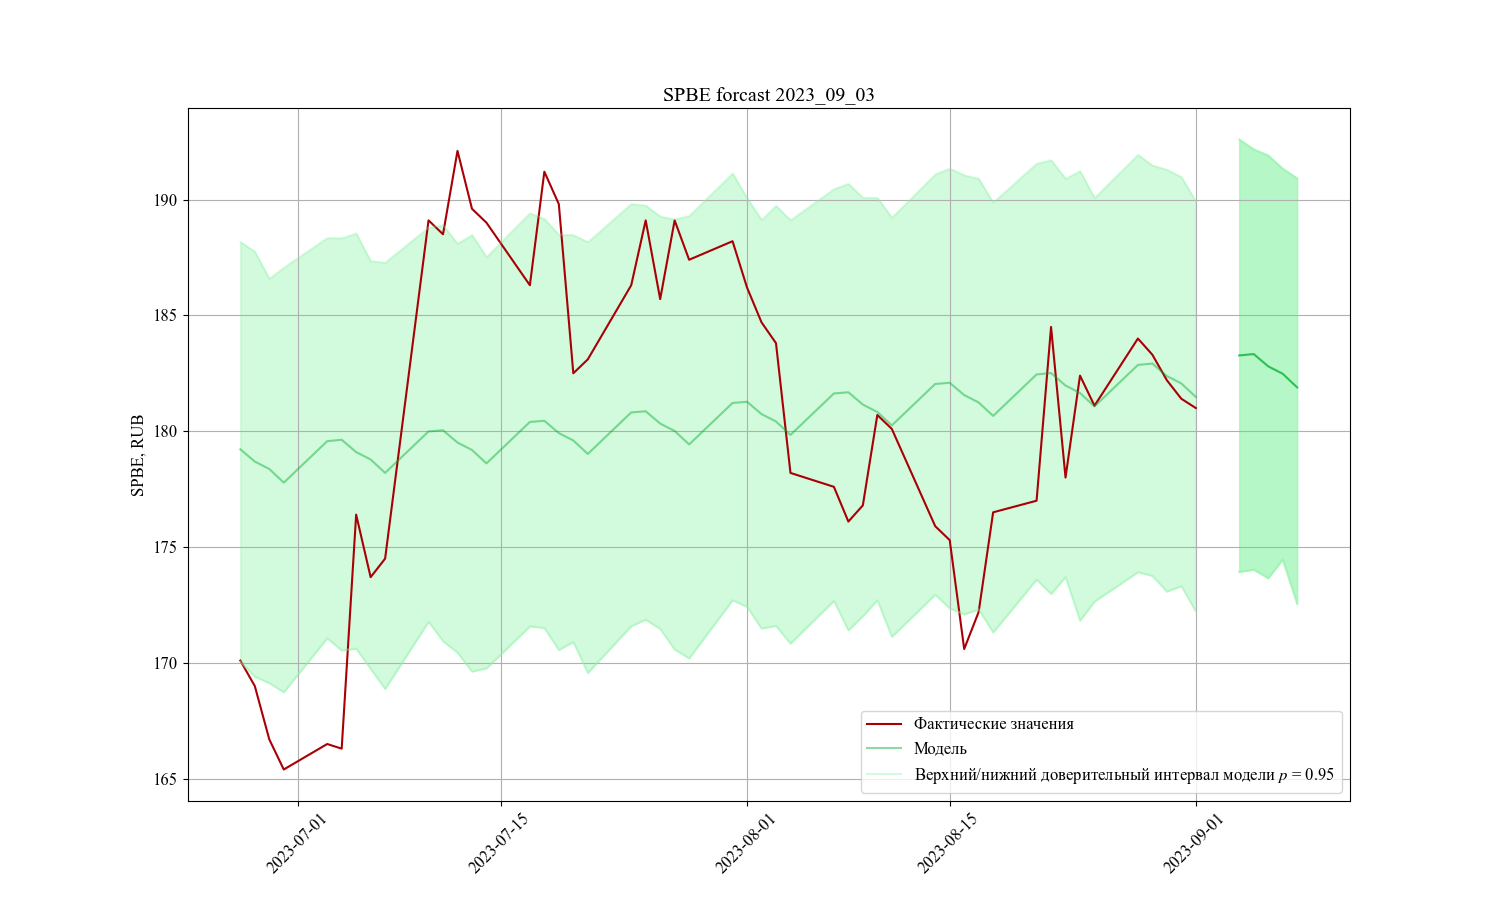 SPBE forcast 2023_09_03
SPBE, RUB
190
185
180
175
170
165
Фактические значения
Модель
Верхний/нижний доверительный интервал модели p = 0.95
2023-07-01
2023-07-15
2023-08-01
2023-08-15
2023-09-01